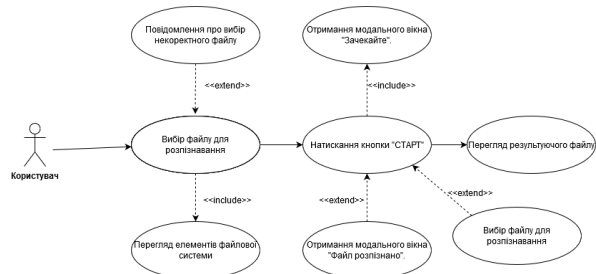 Повідомлення про вибір
некоректного файлу
Отримання модального вікна
"Зачекайте".
<<extend>>
<<include>>
Користувач
Вибір файлу для
розпізнавання
Натискання кнопки "СТАРТ"
Перегляд результуючого файлу
<<include>>
<<extend>>
<<extend>>
Перегляд елементів файлової
системи
Отримання модального вікна
"Файл розпізнано".
Вибір файлу для
розпізнавання